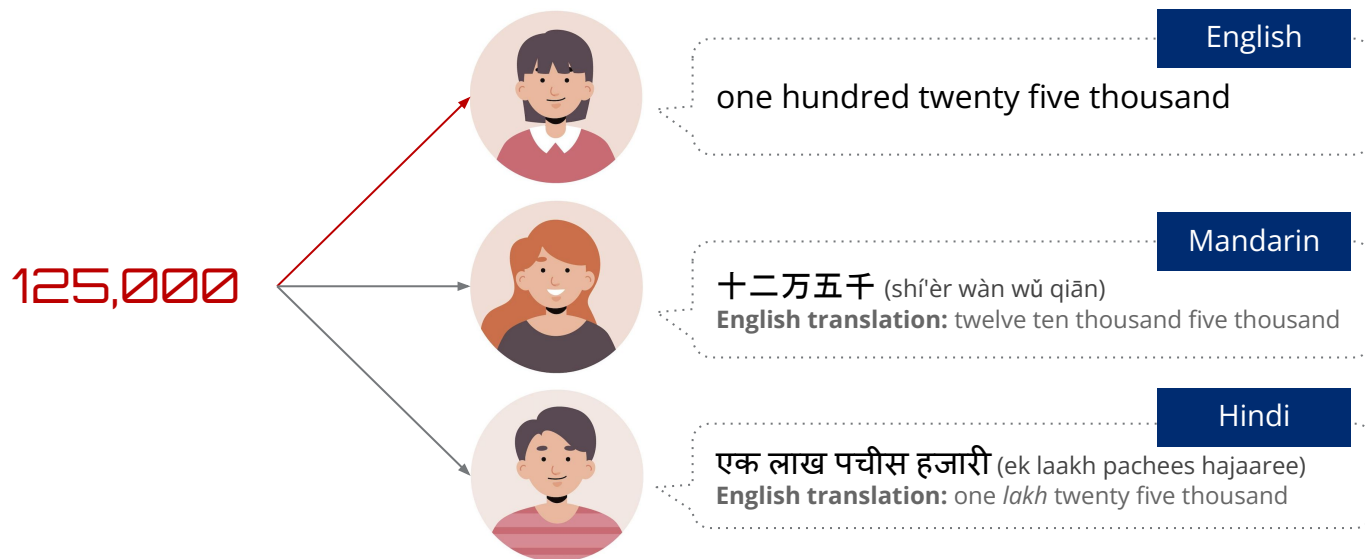 125,000
English
one hundred twenty five thousand
Mandarin
十二万五千 (shí'èr wàn wǔ qiān)
English translation: twelve ten thousand five thousand
Hindi
एक लाख पचीस हजारी (ek laakh pachees hajaaree)
English translation: one lakh twenty five thousand